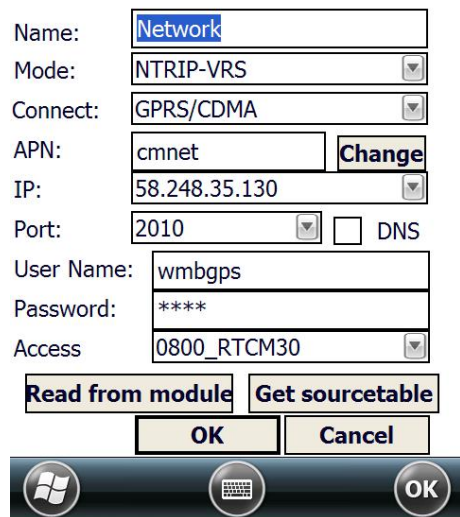 Name: Network
Mode: NTRIP-VRS
Connect: GPRS/CDMA
APN: cmnet Change
IP: 58.248.35.130
Port: 2010 DNS
User Name: wmbgps
Password: ****
Access 0800_RTCM30
Read from module Get sourcetable
OK Cancel
OK